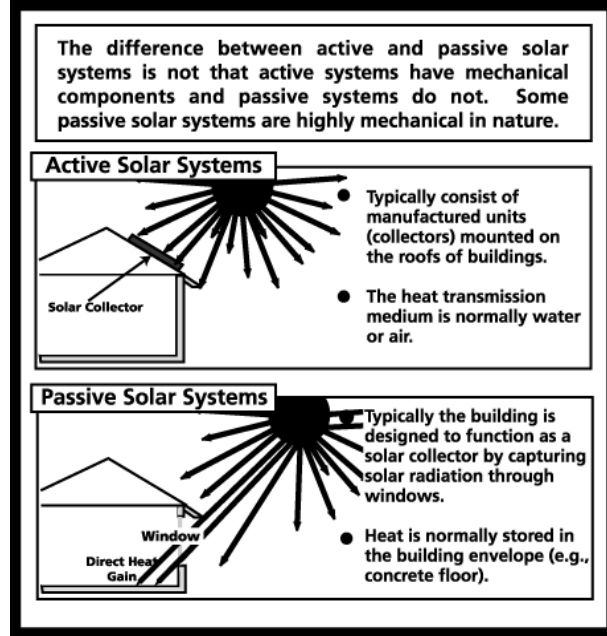 The difference between active and passive solar
systems is not that active systems have mechanical
components and passive systems do not. Some
passive solar systems are highly mechanical in nature.
Active Solar Systems
● Typically consist of
manufactured units
(collectors) mounted on
the roofs of buildings.
Solar Collector
● The heat transmission
medium is normally water
or air.
Passive Solar Systems
● Typically the building is
designed to function as a
solar collector by capturing
solar radiation through
windows.
Window
Direct Heat
Gain
● Heat is normally stored in
the building envelope (e.g.,
concrete floor).